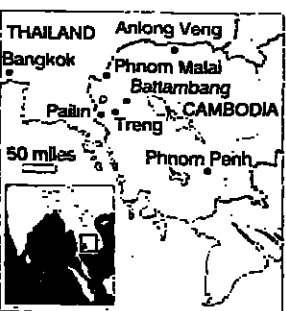 THAILAND
Anlong Veng
Bangkok
Phnom Malai
Battambang
CAMBODIA
Pailin
Treng
50 miles
Phnom Penh